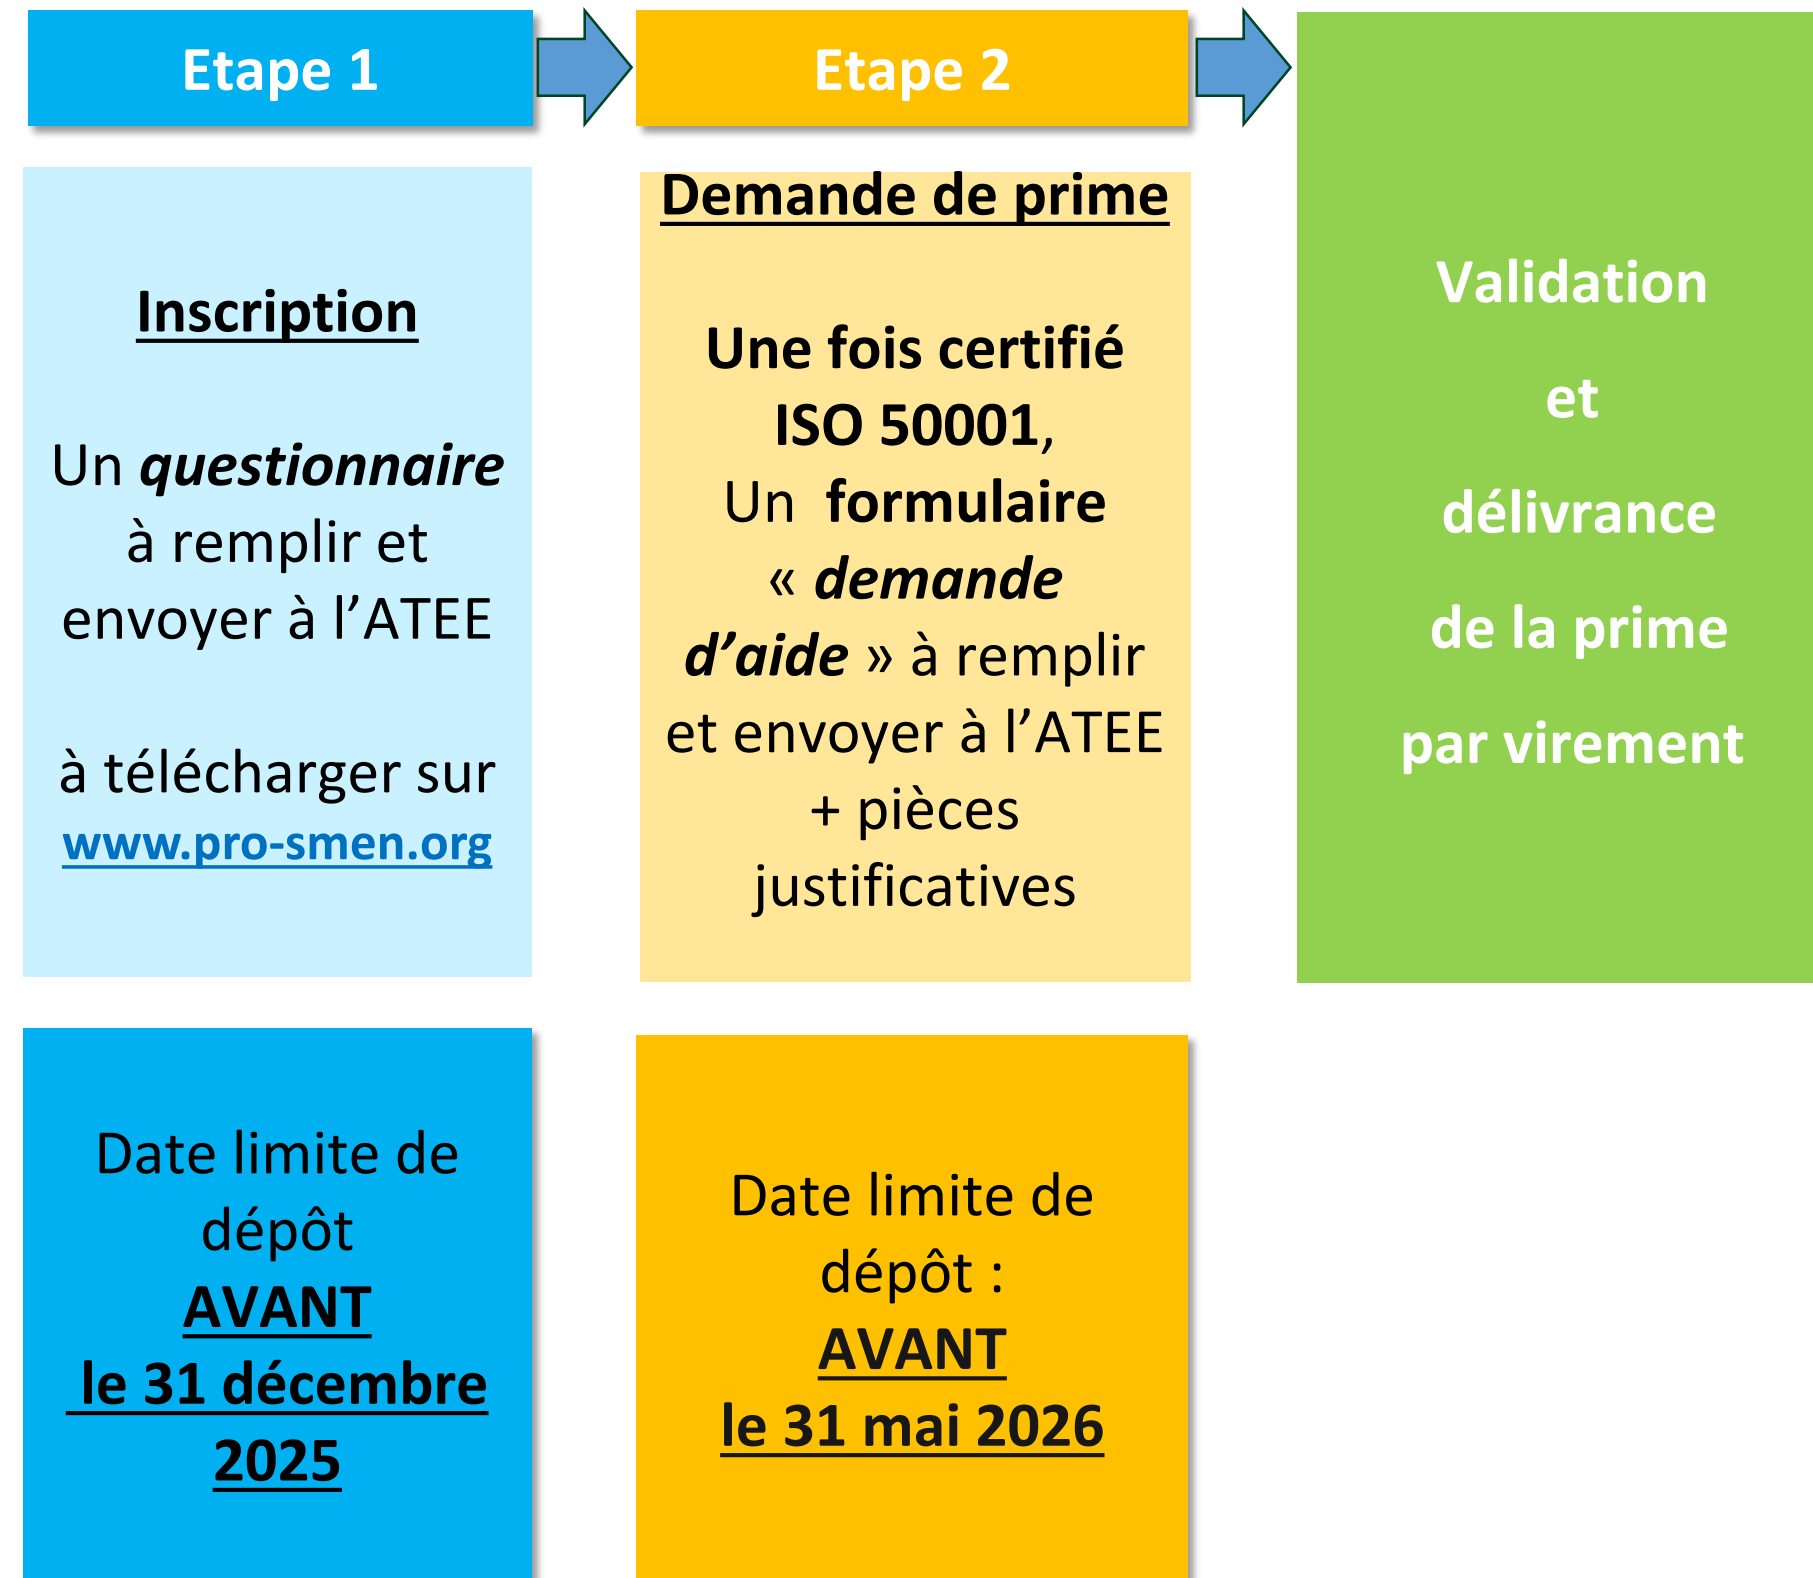 Etape 1
Inscription
Un questionnaire
à remplir et
envoyer à l’ATEE
à télécharger sur
www.pro-smen.org
Date limite de
dépôt
AVANT
le 31 décembre
2025
Etape 2
Demande de prime
Une fois certifié
ISO 50001,
Un formulaire
« demande
d’aide » à remplir
et envoyer à l’ATEE
+ pièces
justificatives
Date limite de
dépôt :
AVANT
le 31 mai 2026
Validation
et
délivrance
de la prime
par virement